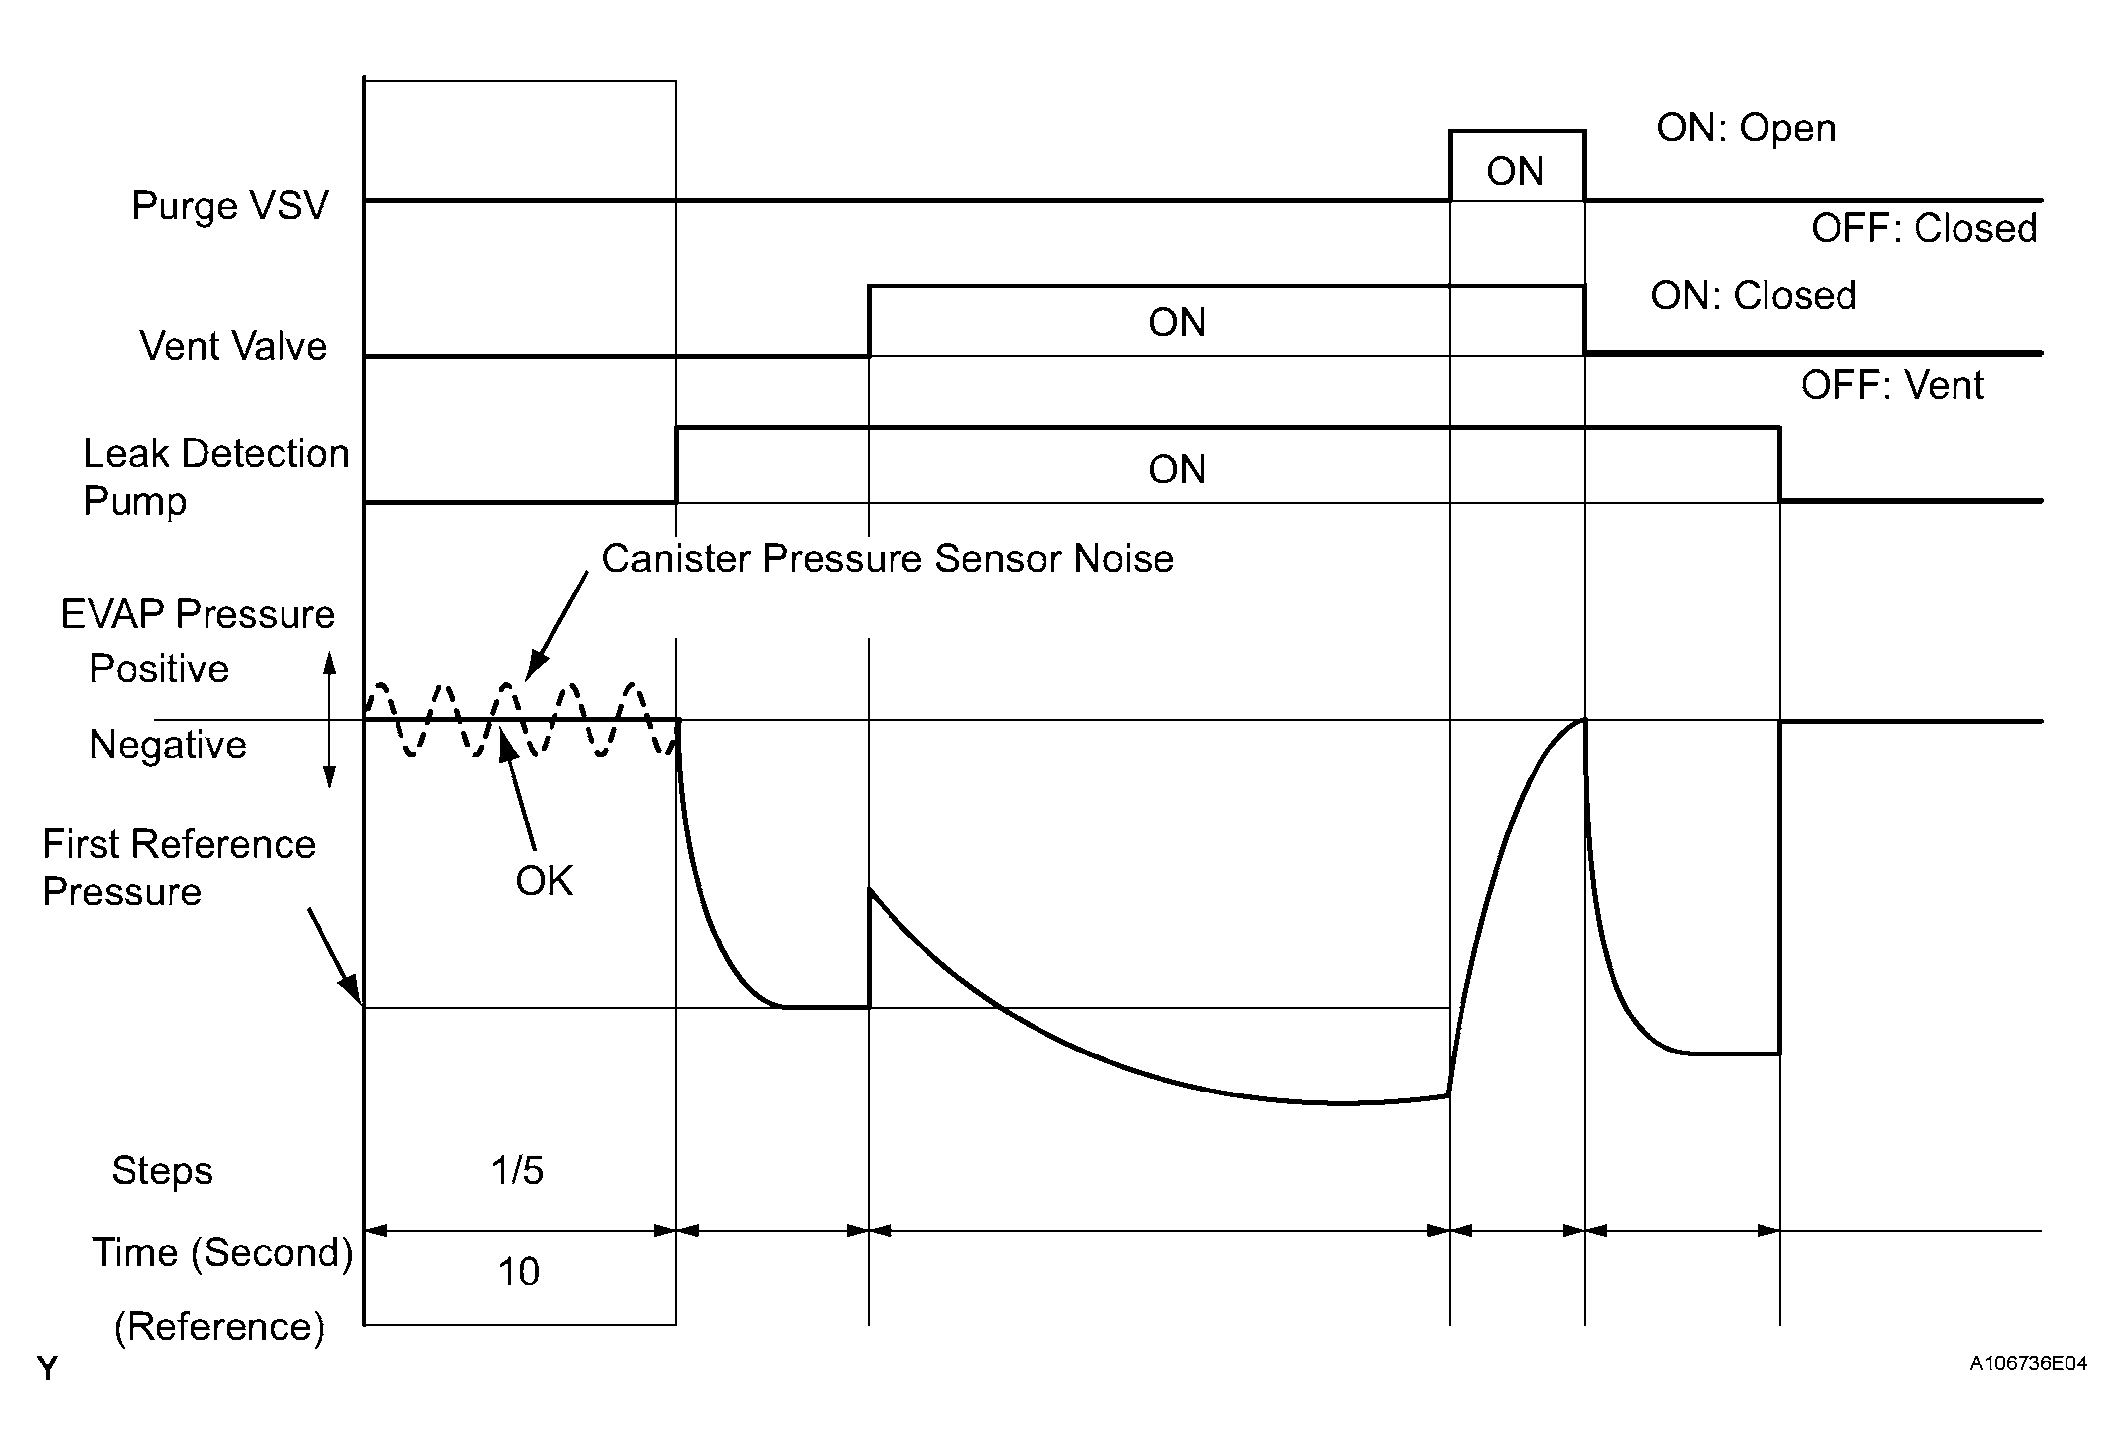 ON: Open
ON
Purge VSV
OFF: Closed
ON: Closed
ON
Vent Valve
OFF: Vent
Leak Detection
Pump
ON
Canister Pressure Sensor Noise
EVAP Pressure
Positive
Negative
First Reference
Pressure
OK
Steps
1/5
Time (Second)
10
(Reference)
Y
A106736E04